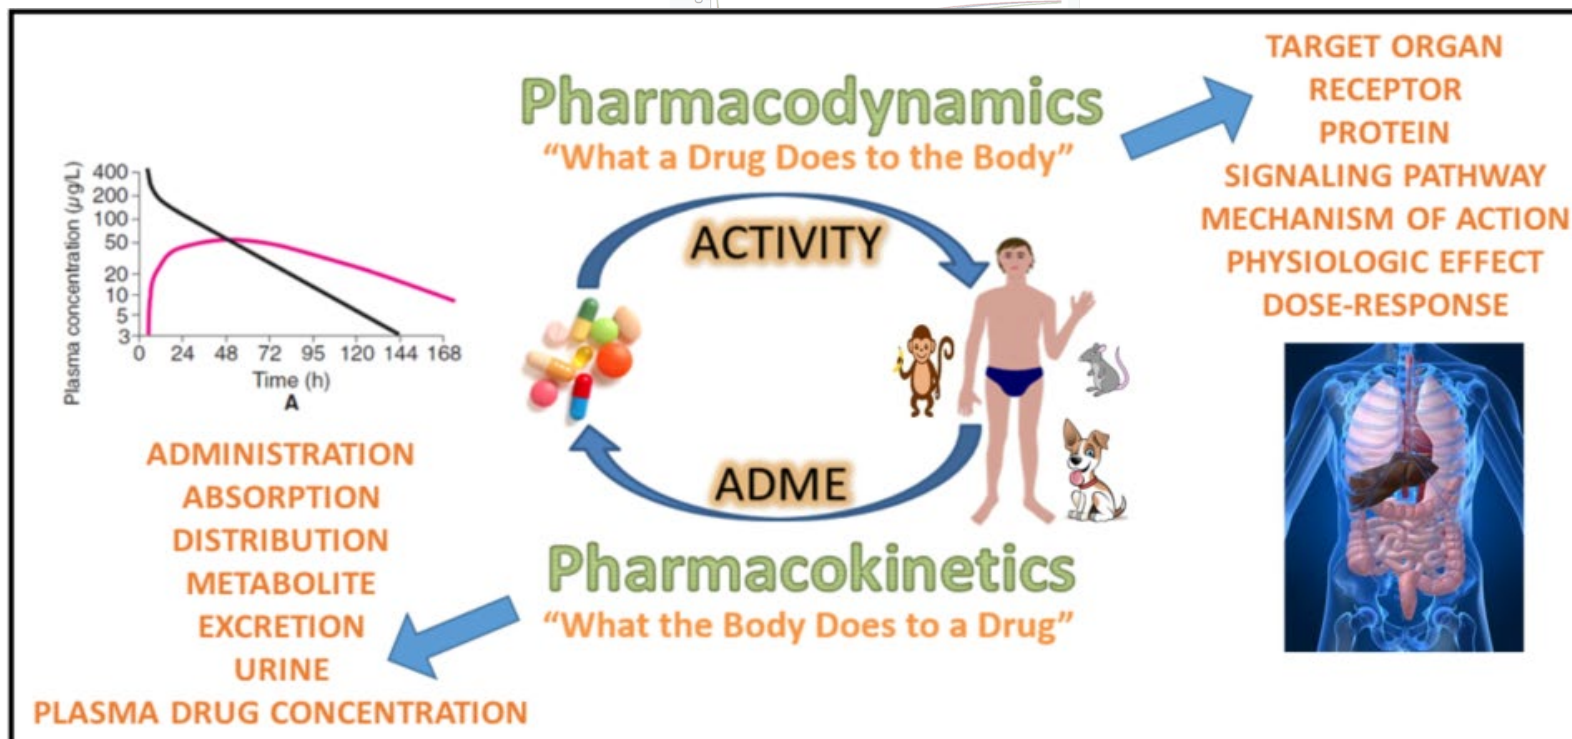 Pharmacodynamics
“What a Drug Does to the Body”
TARGET ORGAN
RECEPTOR
PROTEIN
SIGNALING PATHWAY
MECHANISM OF ACTION
PHYSIOLOGIC EFFECT
DOSE-RESPONSE
Plasma concentration (µg/L)
400
200
100
50
20
10
5
3
0 24 48 72 95 120 144 168
Time (h)
A
ACTIVITY
ADME
Pharmacokinetics
“What the Body Does to a Drug”
ADMINISTRATION
ABSORPTION
DISTRIBUTION
METABOLITE
EXCRETION
URINE
PLASMA DRUG CONCENTRATION